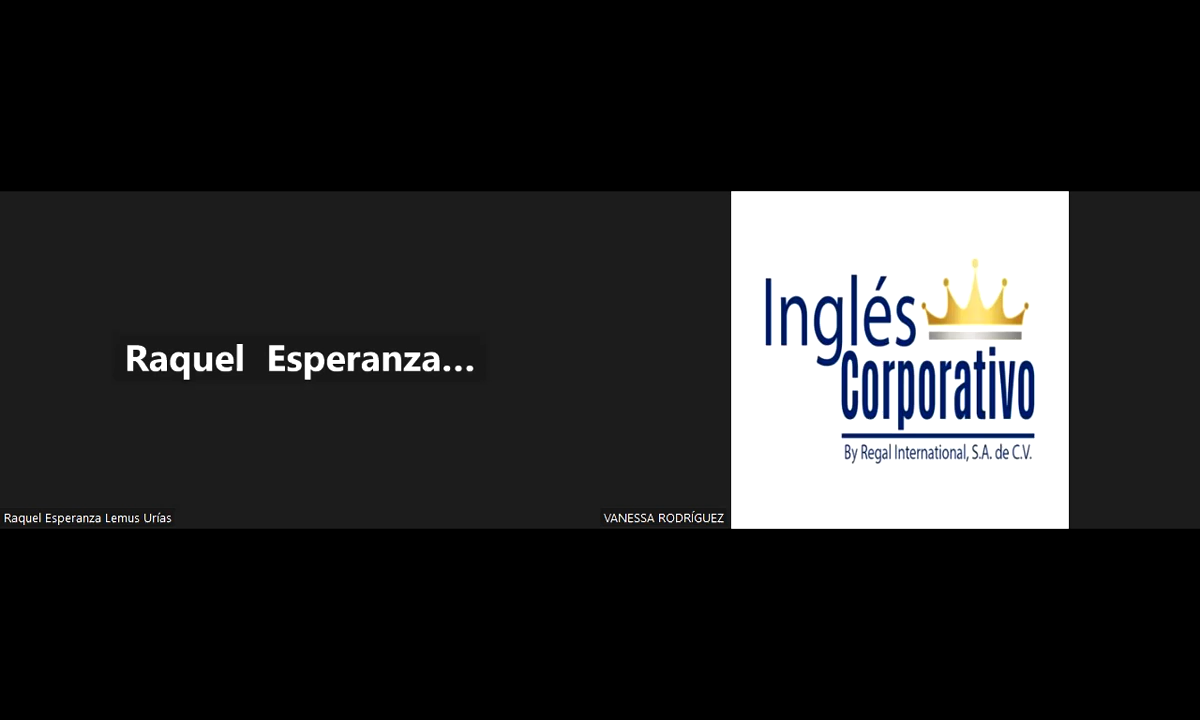 Raquel Esperanza...
Raquel Esperanza Lemus Urías
VANESSA RODRÍGUEZ
Inglés
Corporativo
By Regal International, S.A. de C.V.